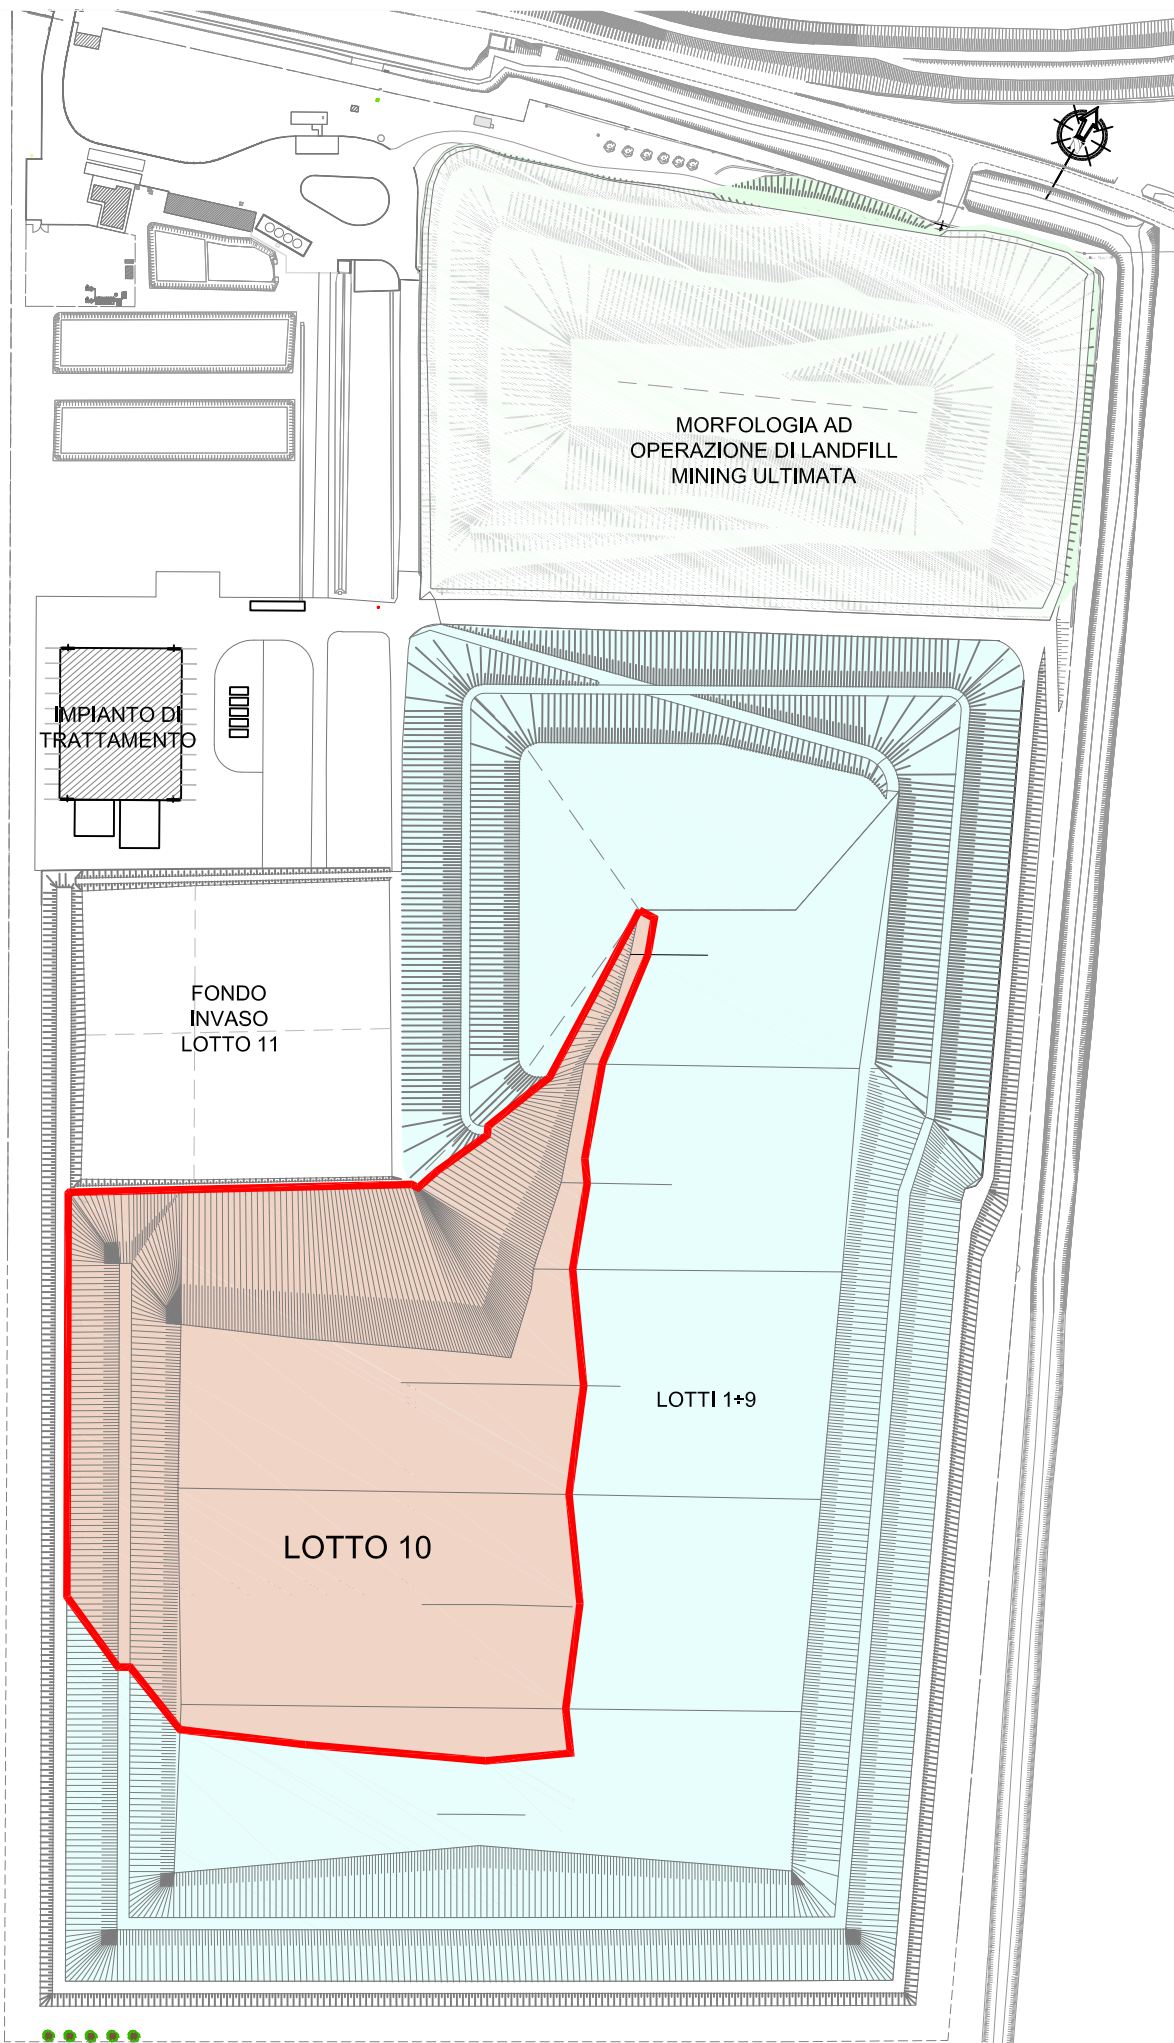 MORFOLOGIA AD
OPERAZIONE DI LANDFILL
MINING ULTIMATA
IMPIANTO DI
TRATTAMENTO
FONDO
INVASO
LOTTO 11
LOTTI 1÷9
LOTTO 10